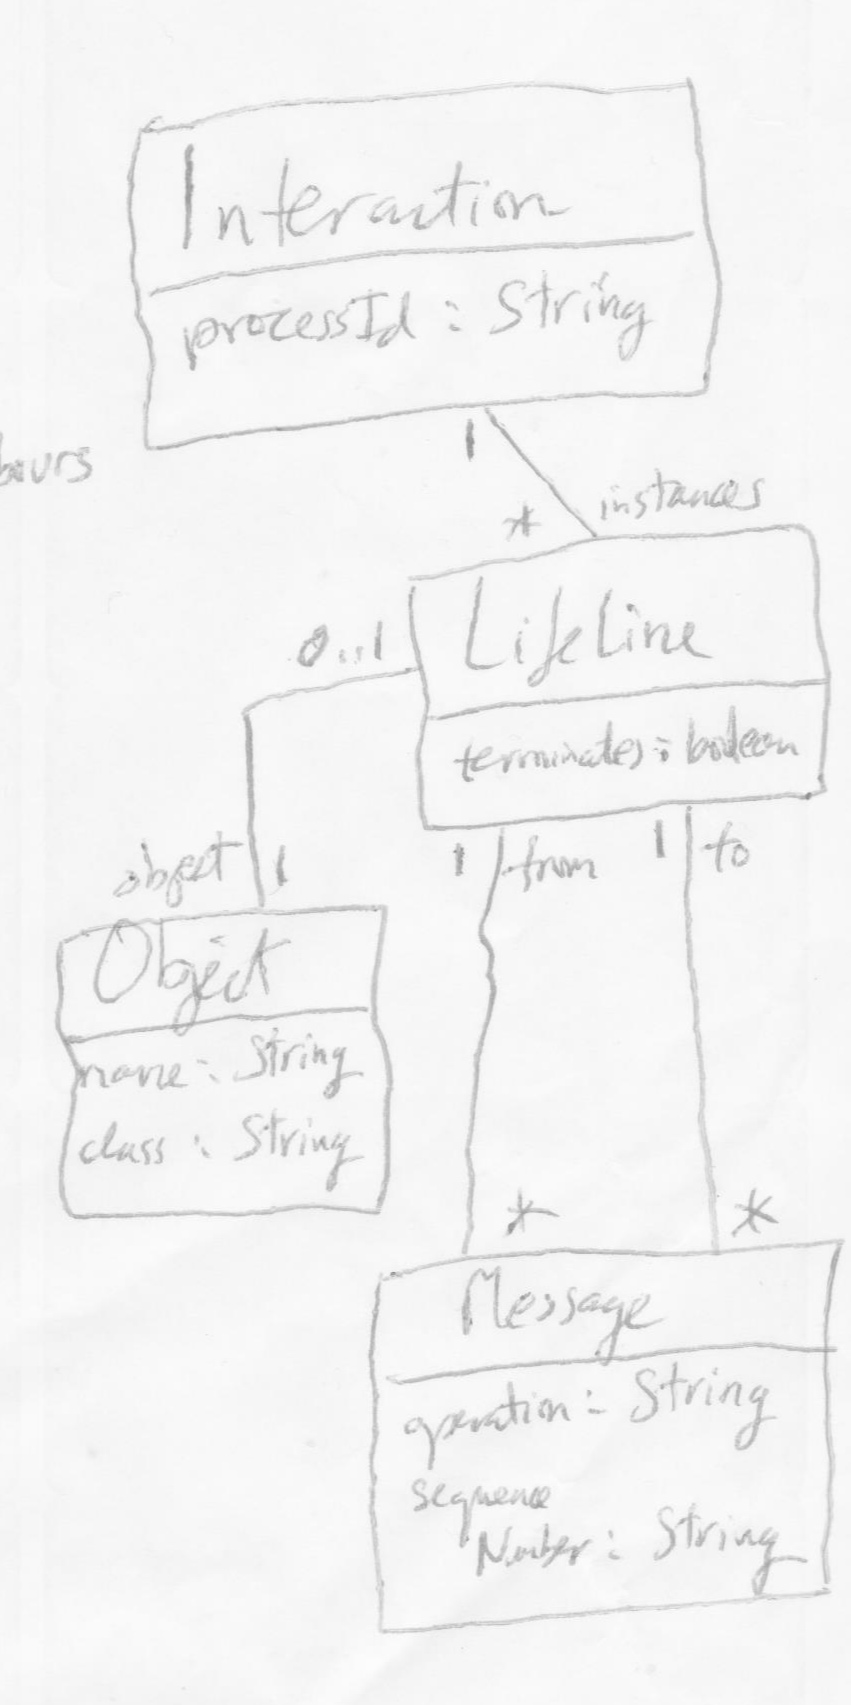 Interaction
processId : String
1
* instances
0..1
LifeLine
terminates : boolean
object 1
1 from
1 to
Object
name : String
class : String
*
*
Message
operation : String
sequence
Number : String